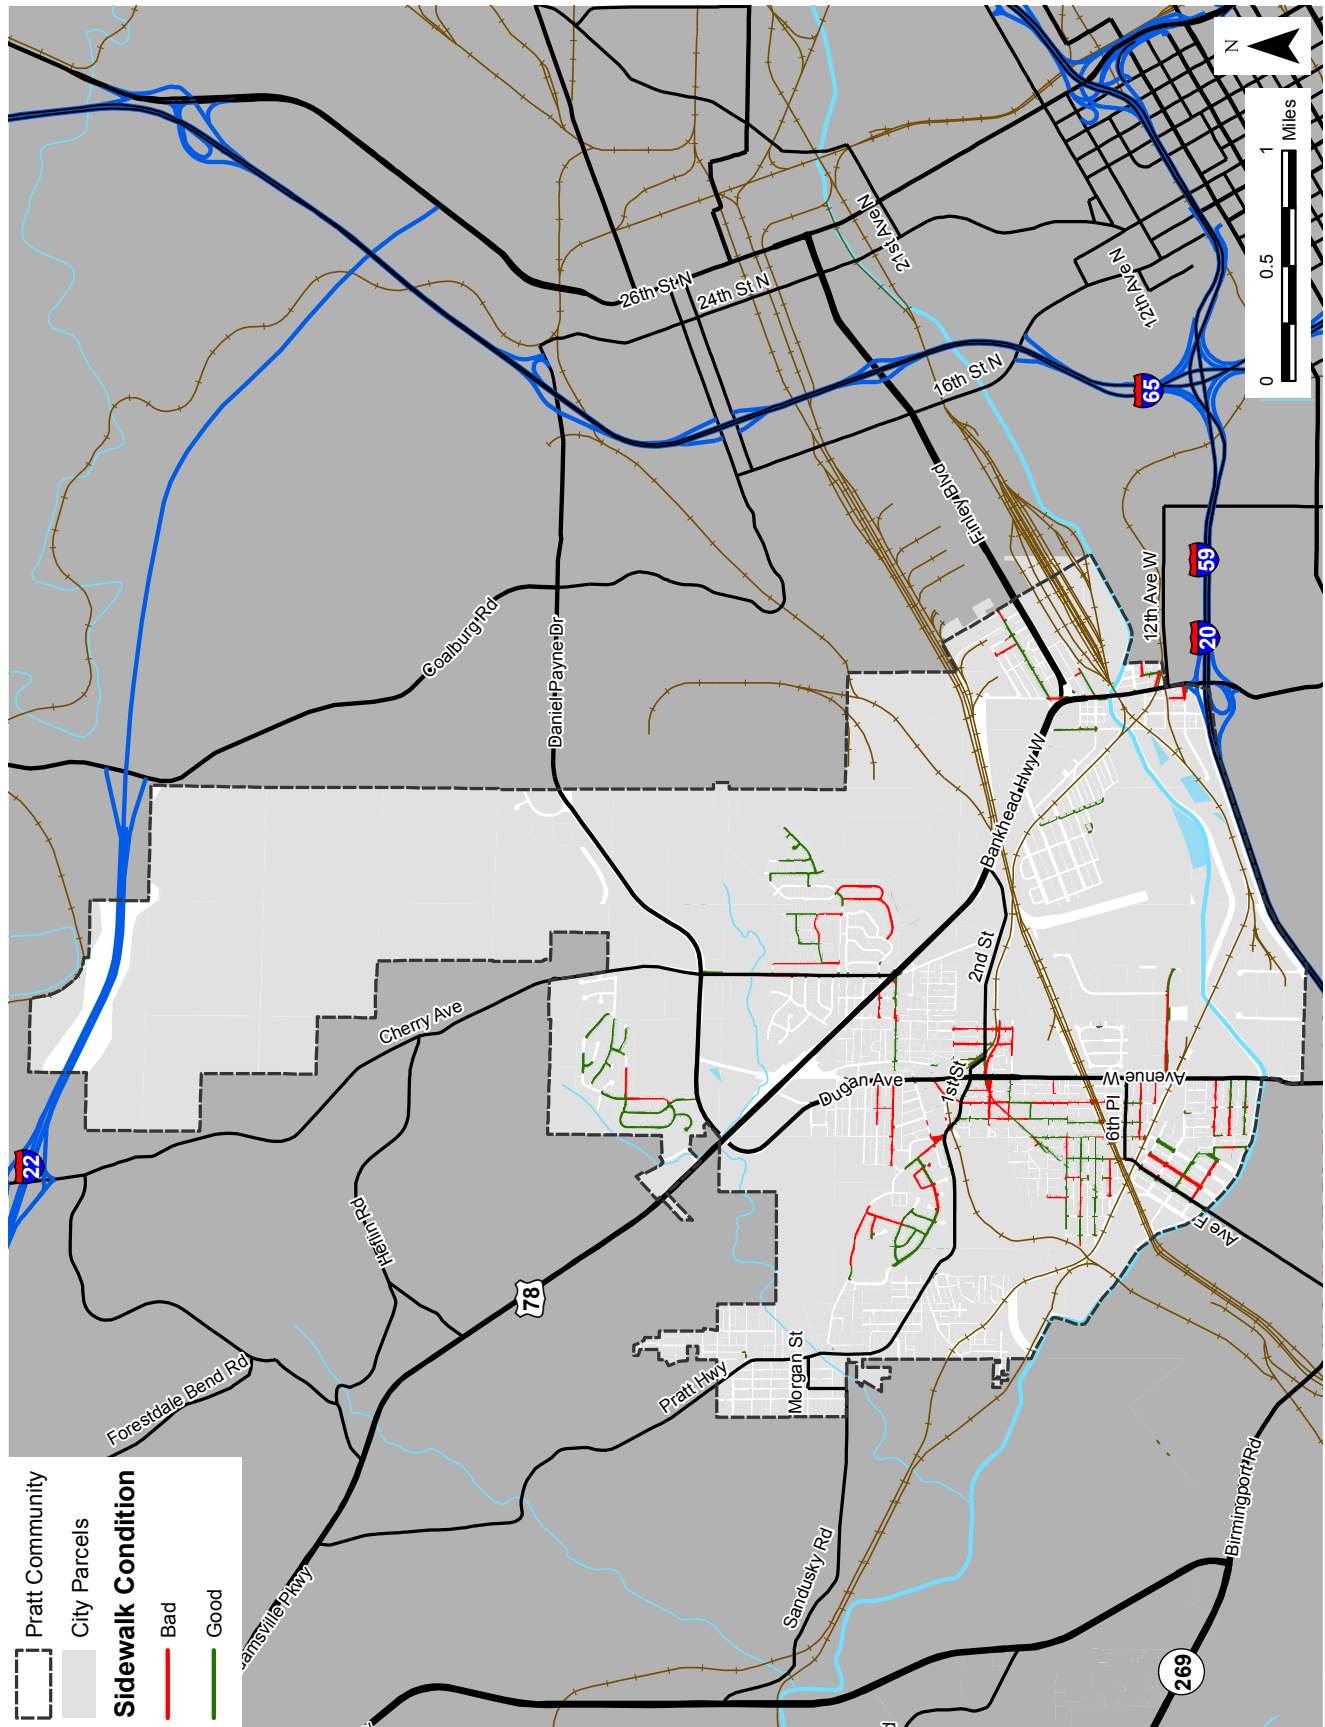 Pratt Community
City Parcels
Sidewalk Condition
Bad
Good
N
0 0.5 1
Miles
22
78
65
59
20
269
Forestdale Bend Rd
Heflin Rd
Cherry Ave
Coalburg Rd
Daniel Payne Dr
26th St N
24th St N
21st Ave N
12th Ave N
16th St N
Finley Blvd
12th Ave W
Bankhead Hwy W
2nd St
1st St
Dugan Ave
Avenue W
6th Pl
Ave F
Pratt Hwy
Morgan St
Sandusky Rd
Birmingport Rd
amsville Pkwy